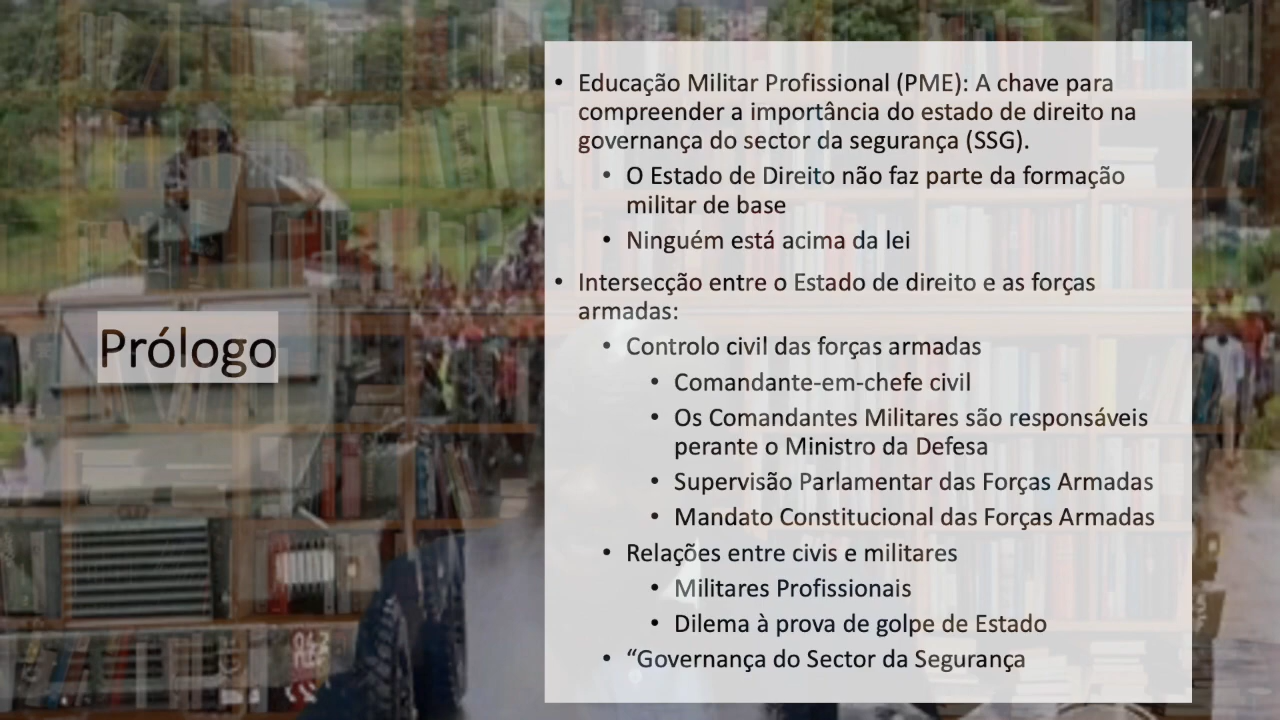 Prólogo
• Educação Militar Profissional (PME): A chave para
compreender a importância do estado de direito na
governança do sector da segurança (SSG).
• O Estado de Direito não faz parte da formação
militar de base
• Ninguém está acima da lei
• Intersecção entre o Estado de direito e as forças
armadas:
• Controlo civil das forças armadas
• Comandante-em-chefe civil
• Os Comandantes Militares são responsáveis
perante o Ministro da Defesa
• Supervisão Parlamentar das Forças Armadas
• Mandato Constitucional das Forças Armadas
• Relações entre civis e militares
• Militares Profissionais
• Dilema à prova de golpe de Estado
• “Governança do Sector da Segurança